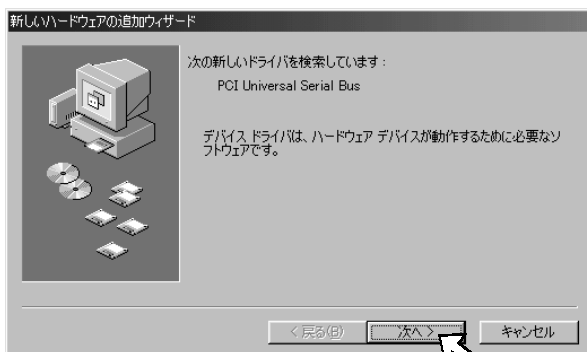 新しいハードウェアの追加ウィザード
次の新しいドライバを検索しています：
PCI Universal Serial Bus
デバイス ドライバは、ハードウェア デバイスが動作するために必要なソ
フトウェアです。
< 戻る(B)
次へ >
キャンセル